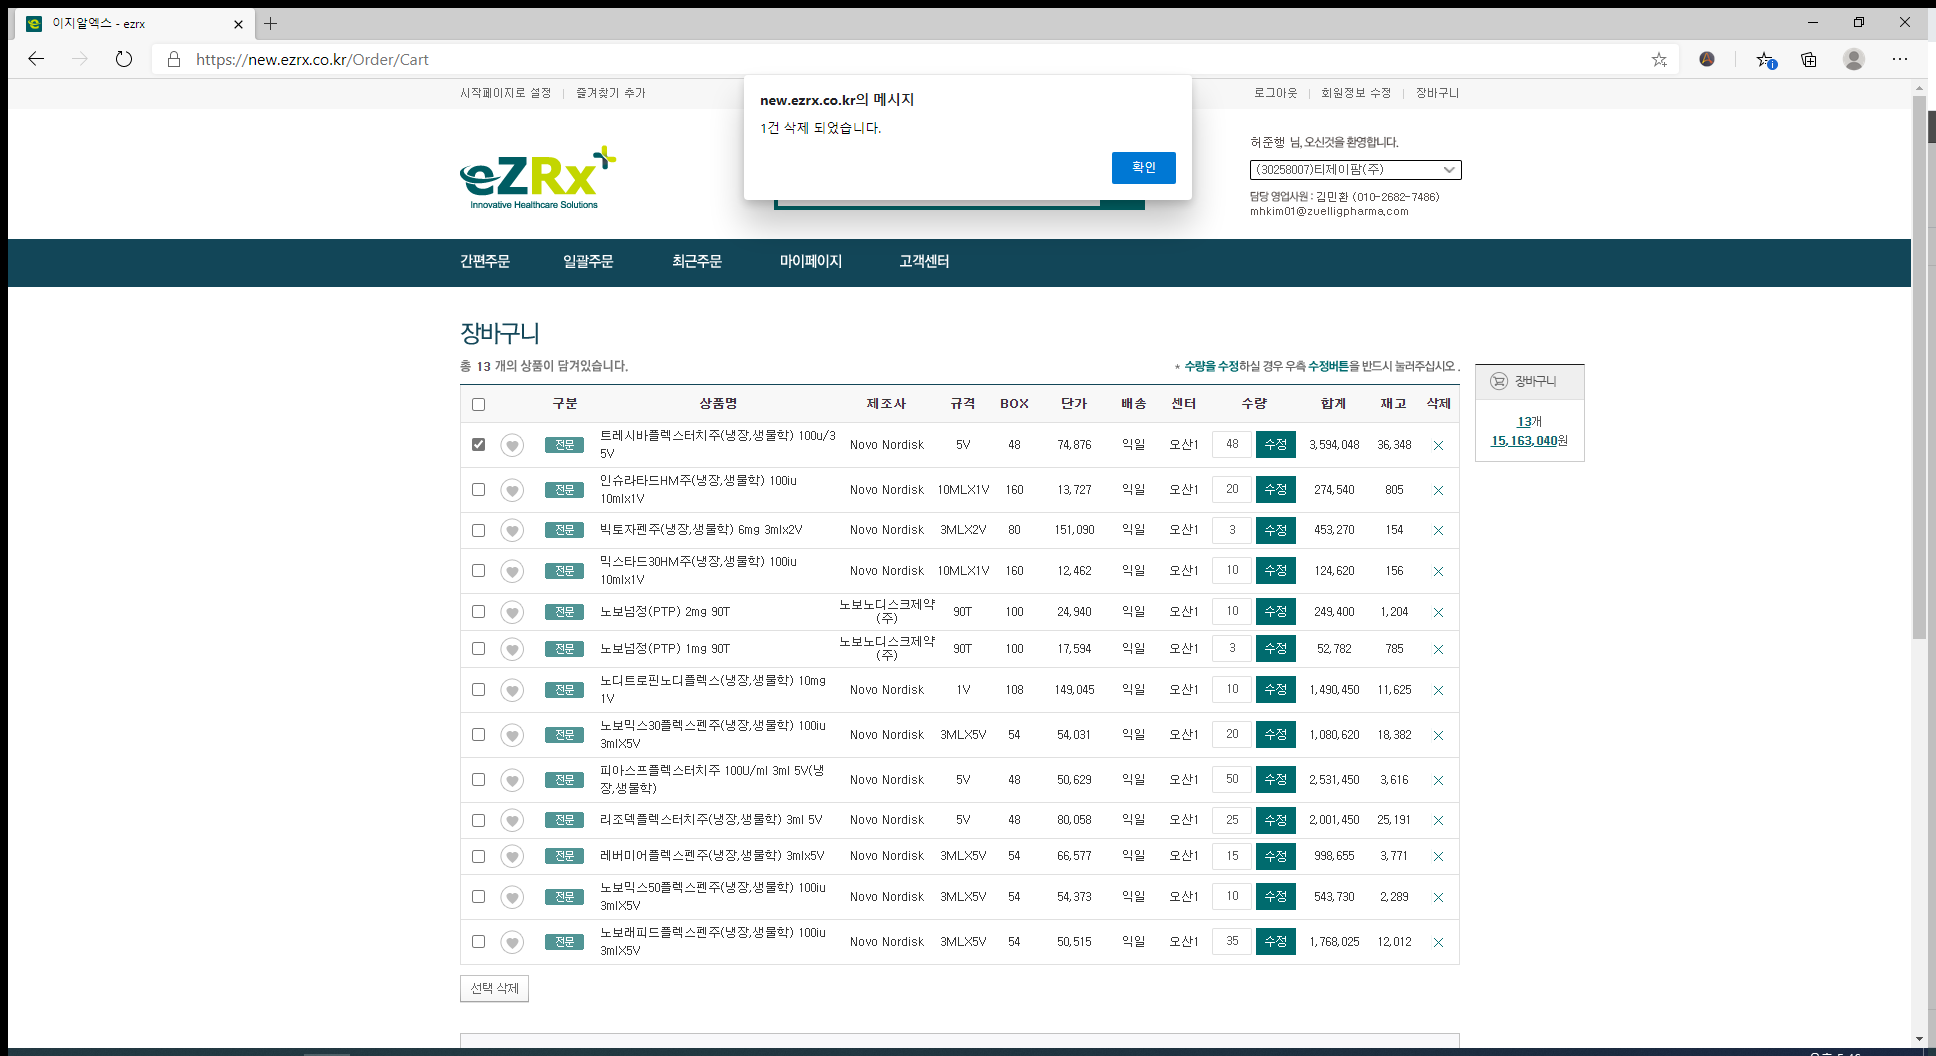 이지알엑스 - ezrx
https://new.ezrx.co.kr/Order/Cart
시작페이지로 설정 | 즐겨찾기 추가
로그아웃 | 회원정보 수정 | 장바구니
new.ezrx.co.kr의 메시지
1건 삭제 되었습니다.
확인
eZRx
Innovative Healthcare Solutions
허준행 님, 오신것을 환영합니다.
(30258007)티제이팜(주)
담당 영업사원 : 김민환 (010-2682-7486)
mhkim01@zuelligpharma.com
간편주문 일괄주문 최근주문 마이페이지 고객센터
장바구니
총 13 개의 상품이 담겨있습니다.
* 수량을 수정하실 경우 우측 수정버튼을 반드시 눌러주십시오 .
장바구니
13개
15,163,040원
구분 상품명 제조사 규격 BOX 단가 배송 센터 수량 합계 재고 삭제
전문 트레시바플렉스터치주(냉장,생물학) 100u/3 5V Novo Nordisk 5V 48 74,876 익일 오산1 48 수정 3,594,048 36,348
전문 인슈라타드HM주(냉장,생물학) 100iu 10mlx1V Novo Nordisk 10MLX1V 160 13,727 익일 오산1 20 수정 274,540 805
전문 빅토자펜주(냉장,생물학) 6mg 3mlx2V Novo Nordisk 3MLX2V 80 151,090 익일 오산1 3 수정 453,270 154
전문 믹스타드30HM주(냉장,생물학) 100iu 10mlx1V Novo Nordisk 10MLX1V 160 12,462 익일 오산1 10 수정 124,620 156
전문 노보넘정(PTP) 2mg 90T 노보노디스크제약(주) 90T 100 24,940 익일 오산1 10 수정 249,400 1,204
전문 노보넘정(PTP) 1mg 90T 노보노디스크제약(주) 90T 100 17,594 익일 오산1 3 수정 52,782 785
전문 노디트로핀노디플렉스(냉장,생물학) 10mg 1V Novo Nordisk 1V 108 149,045 익일 오산1 10 수정 1,490,450 11,625
전문 노보믹스30플렉스펜주(냉장,생물학) 100iu 3mlX5V Novo Nordisk 3MLX5V 54 54,031 익일 오산1 20 수정 1,080,620 18,382
전문 피아스프플렉스터치주 100U/ml 3ml 5V(냉장,생물학) Novo Nordisk 5V 48 50,629 익일 오산1 50 수정 2,531,450 3,616
전문 리조덱플렉스터치주(냉장,생물학) 3ml 5V Novo Nordisk 5V 48 80,058 익일 오산1 25 수정 2,001,450 25,191
전문 레버미어플렉스펜주(냉장,생물학) 3mlx5V Novo Nordisk 3MLX5V 54 66,577 익일 오산1 15 수정 998,655 3,771
전문 노보믹스50플렉스펜주(냉장,생물학) 100iu 3mlX5V Novo Nordisk 3MLX5V 54 54,373 익일 오산1 10 수정 543,730 2,289
전문 노보래피드플렉스펜주(냉장,생물학) 100iu 3mlX5V Novo Nordisk 3MLX5V 54 50,515 익일 오산1 35 수정 1,768,025 12,012
선택 삭제